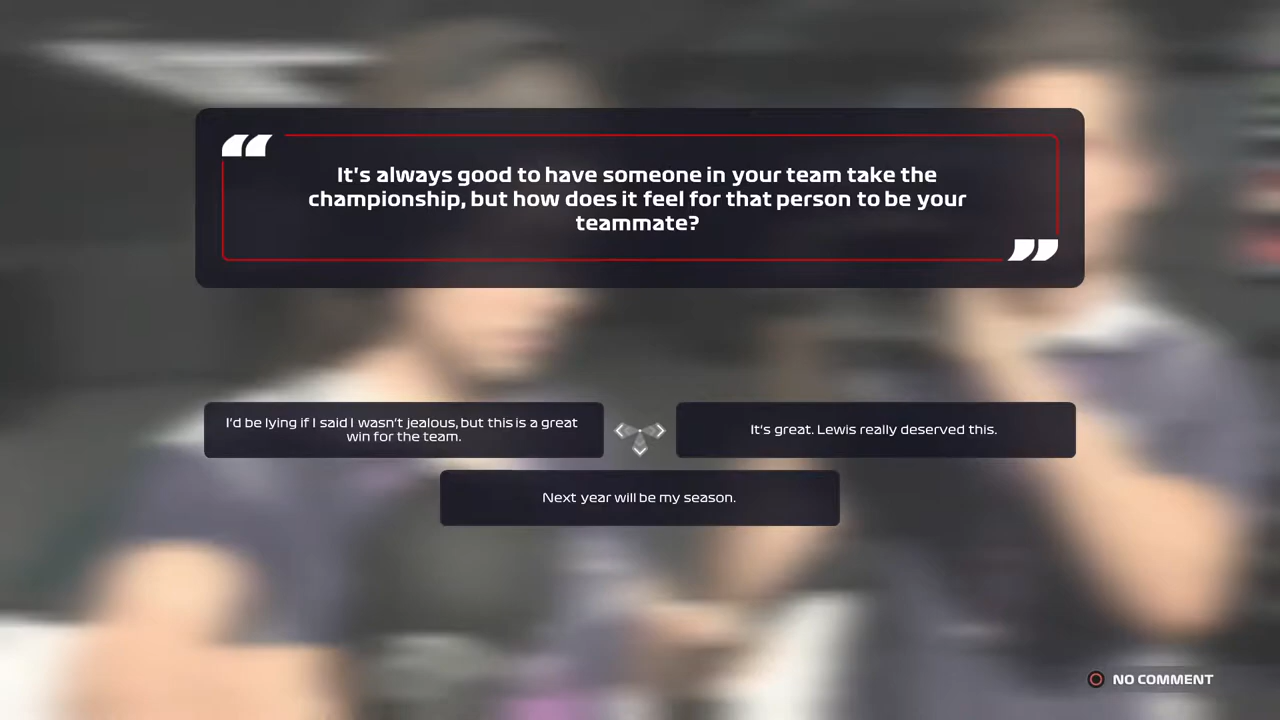 It's always good to have someone in your team take the
championship, but how does it feel for that person to be your
teammate?
I'd be lying if I said I wasn't jealous, but this is a great
win for the team.
It's great. Lewis really deserved this.
Next year will be my season.
NO COMMENT